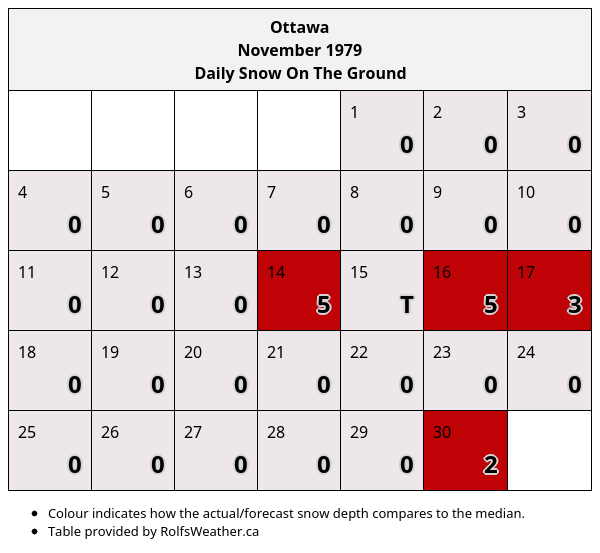 Ottawa
November 1979
Daily Snow On The Ground
1 2 3
0 0 0
4 5 6 7 8 9 10
0 0 0 0 0 0 0
11 12 13 14 15 16 17
0 0 0 5 T 5 3
18 19 20 21 22 23 24
0 0 0 0 0 0 0
25 26 27 28 29 30
0 0 0 0 0 2
• Colour indicates how the actual/forecast snow depth compares to the median.
• Table provided by RolfsWeather.ca